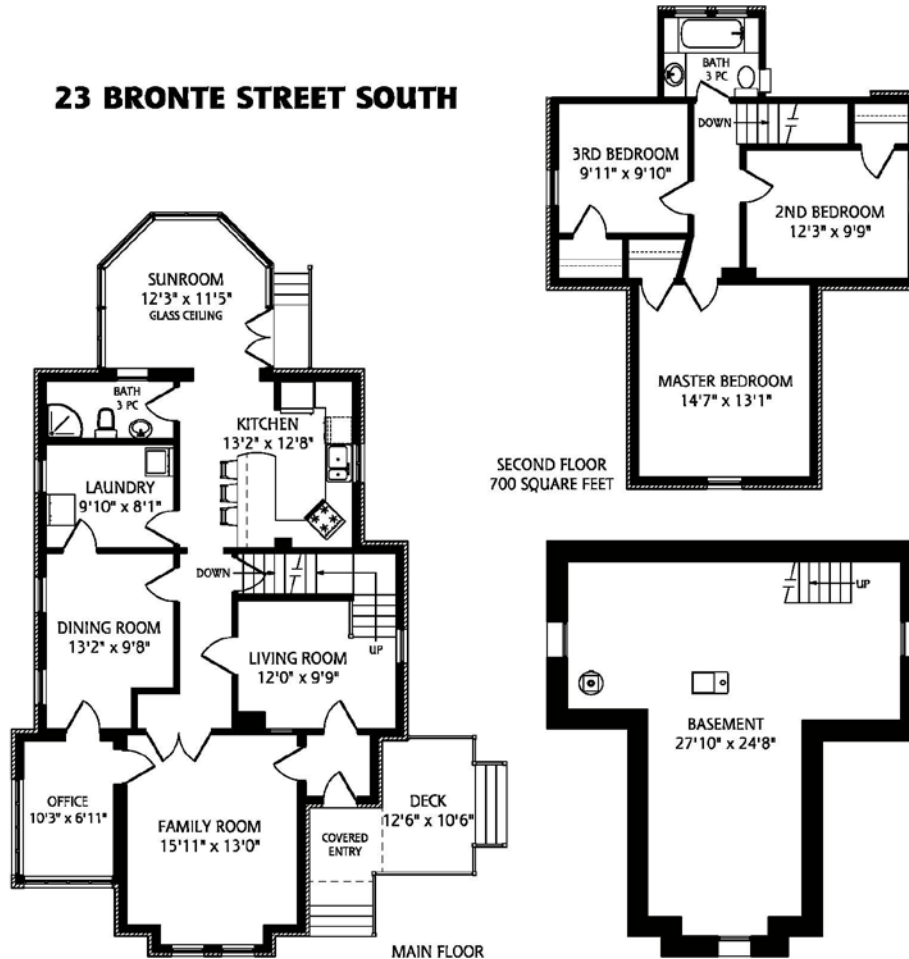 23 BRONTE STREET SOUTH
SUNROOM
12'3" x 11'5"
GLASS CEILING
BATH
3 PC
KITCHEN
13'2" x 12'8"
LAUNDRY
9'10" x 8'1"
DOWN
UP
DINING ROOM
13'2" x 9'8"
LIVING ROOM
12'0" x 9'9"
OFFICE
10'3" x 6'11"
FAMILY ROOM
15'11" x 13'0"
COVERED
ENTRY
DECK
12'6" x 10'6"
MAIN FLOOR
BATH
3 PC
DOWN
3RD BEDROOM
9'11" x 9'10"
2ND BEDROOM
12'3" x 9'9"
MASTER BEDROOM
14'7" x 13'1"
SECOND FLOOR
700 SQUARE FEET
UP
BASEMENT
27'10" x 24'8"